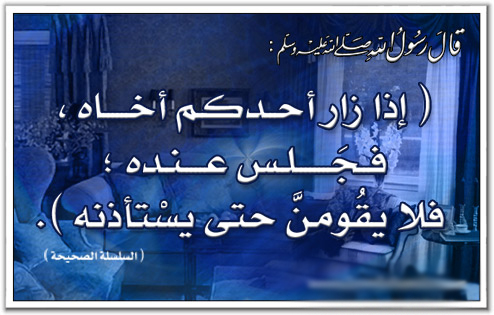 قال رسول الله صلى الله عليه وسلم :
( إذا زار أحدكم أخاه ،
فجَلس عنده ؛
فلا يقُومنَّ حتى يسْتأذنه ) .
( السلسلة الصحيحة )